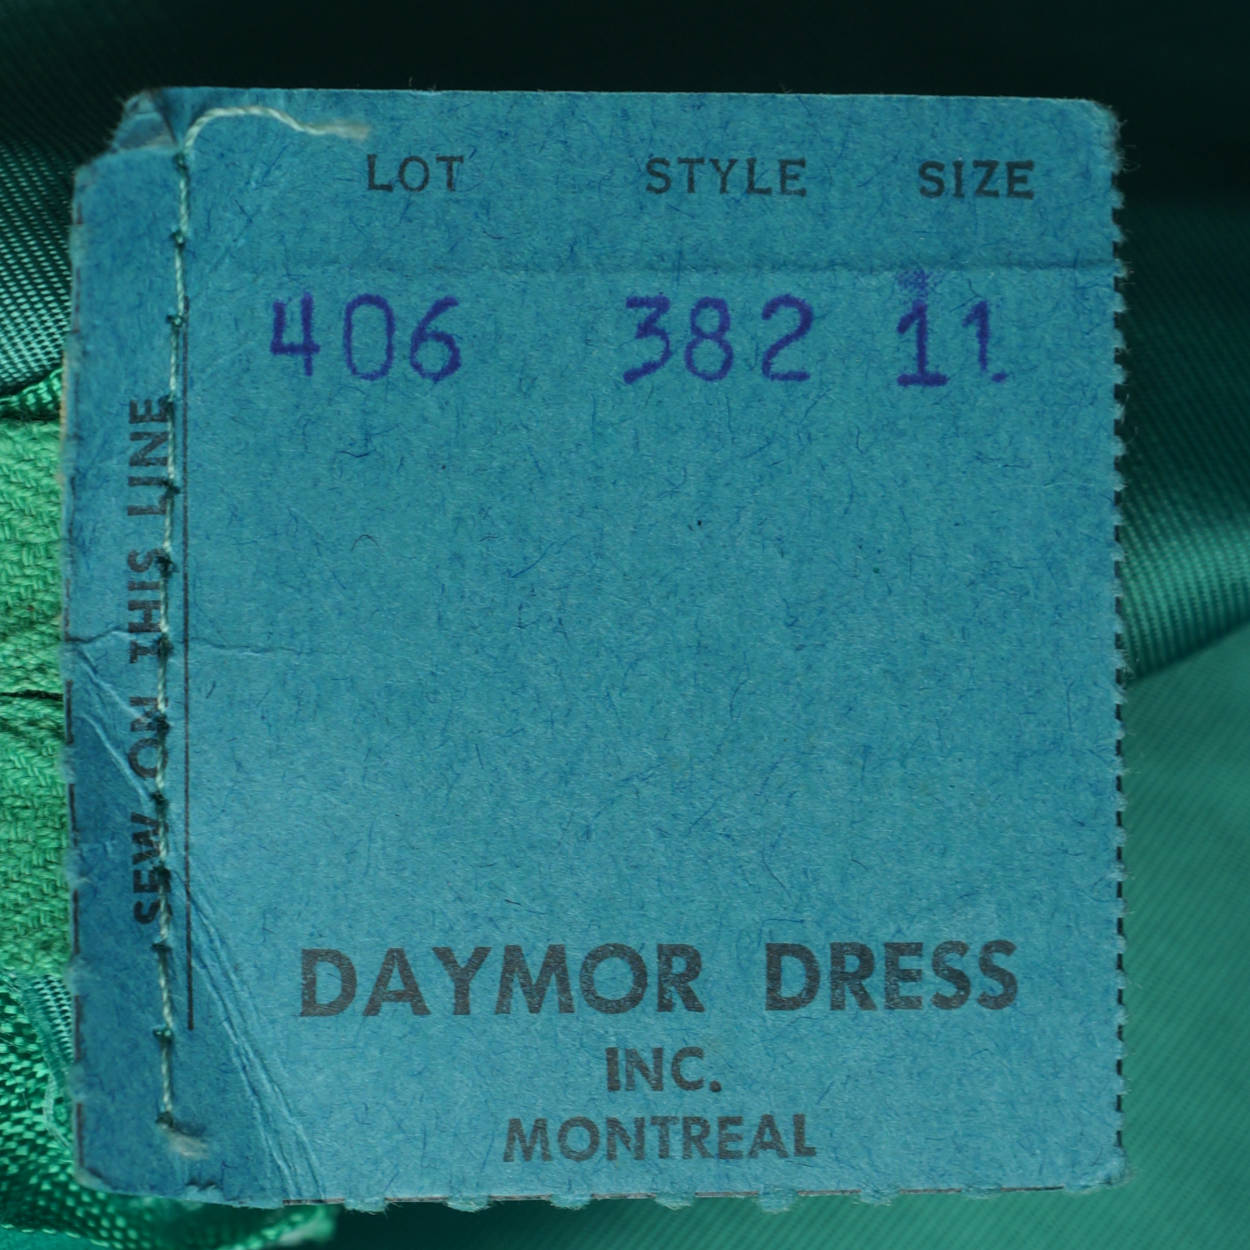 LOT STYLE SIZE
406 382 11
SEW ON THIS LINE
DAYMOR DRESS
INC.
MONTREAL